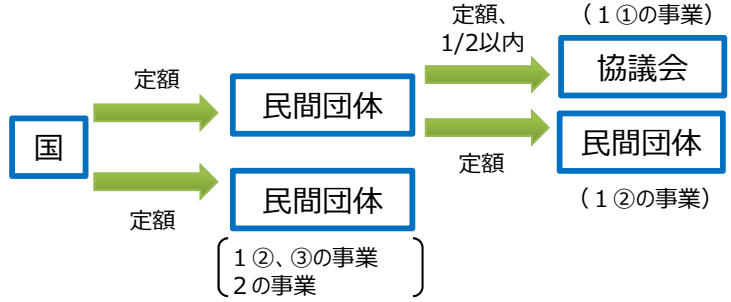 定額、
1/2以内
（１①の事業）
定額
協議会
民間団体
国
民間団体
定額
定額
民間団体
（１②の事業）
１②、③の事業
２の事業